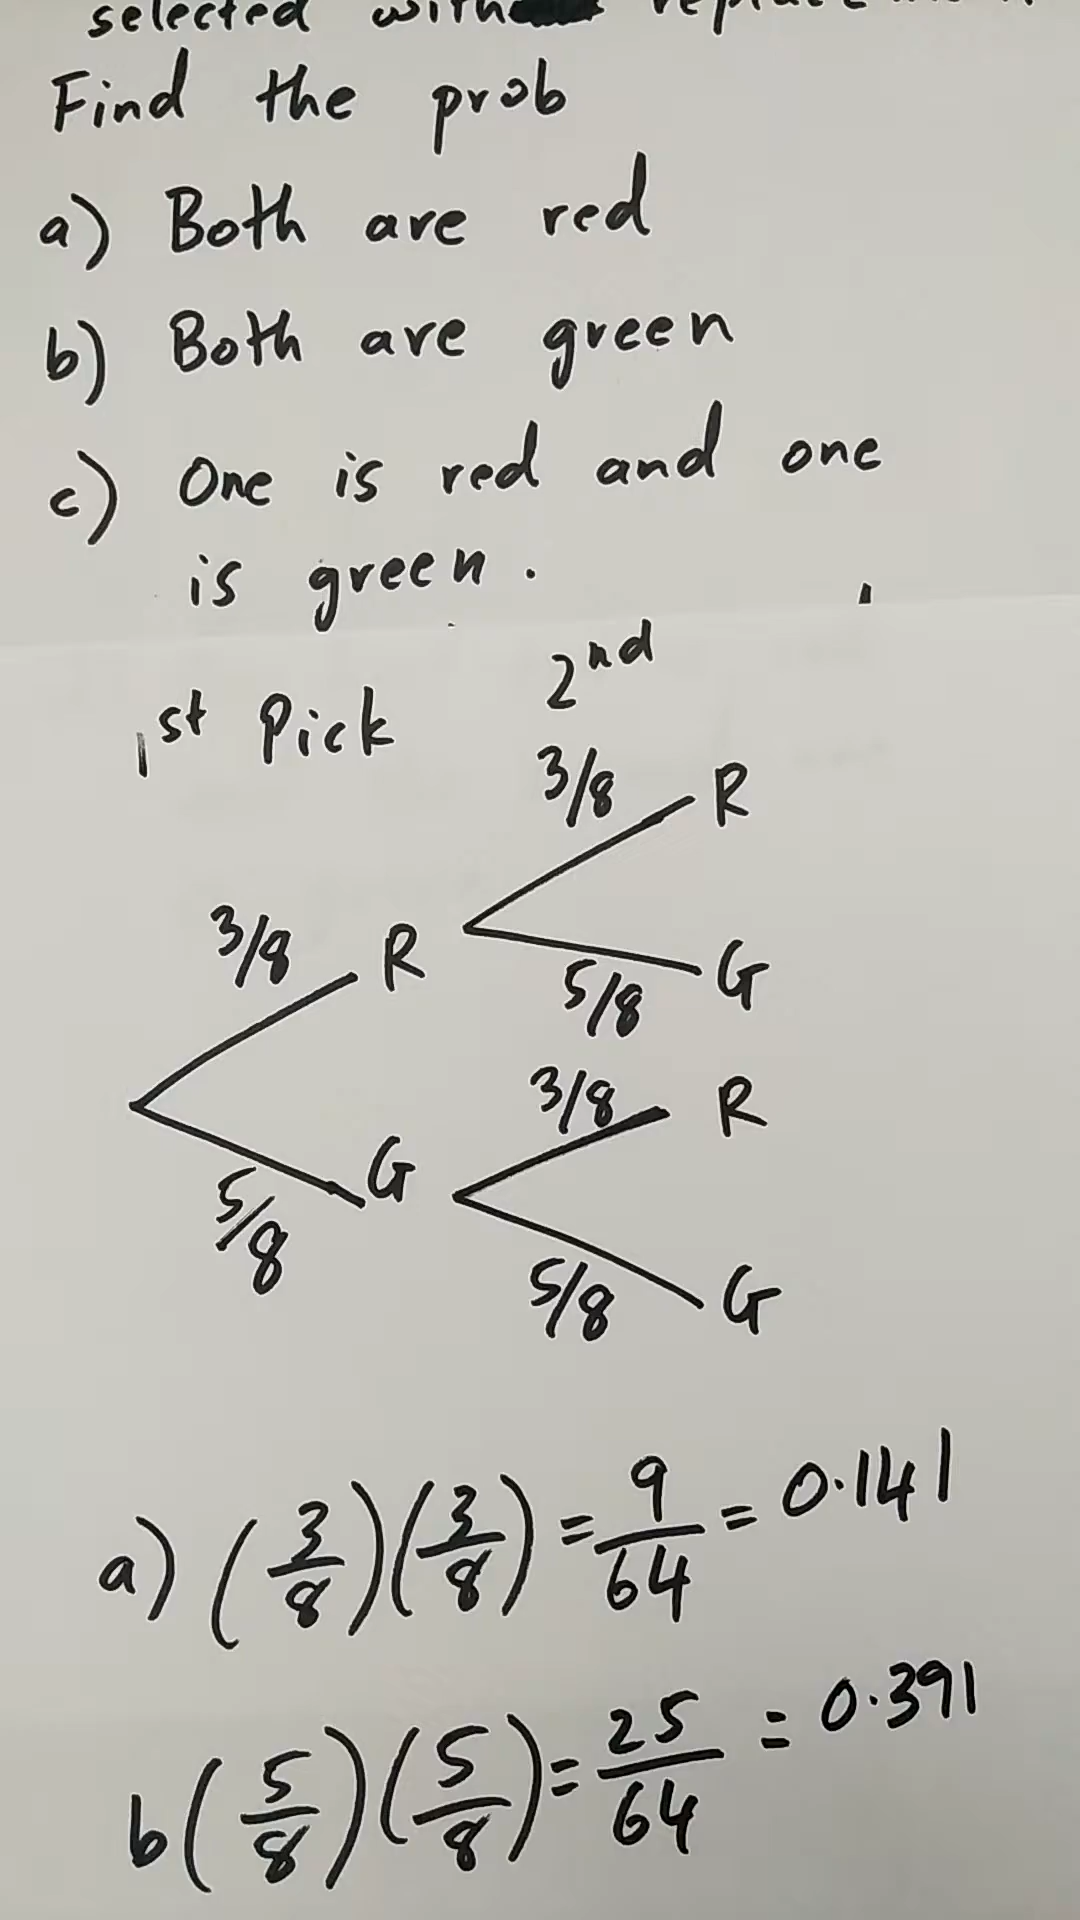 selected with
Find the prob
a) Both are red
b) Both are green
c) One is red and one
is green.
1st Pick 2nd
3/8 R
3/8 R
5/8 G
3/8 R
5/8 G
5/8 G
a) (3/8)(3/8) = 9/64 = 0.141
b (5/8)(5/8) = 25/64 = 0.391